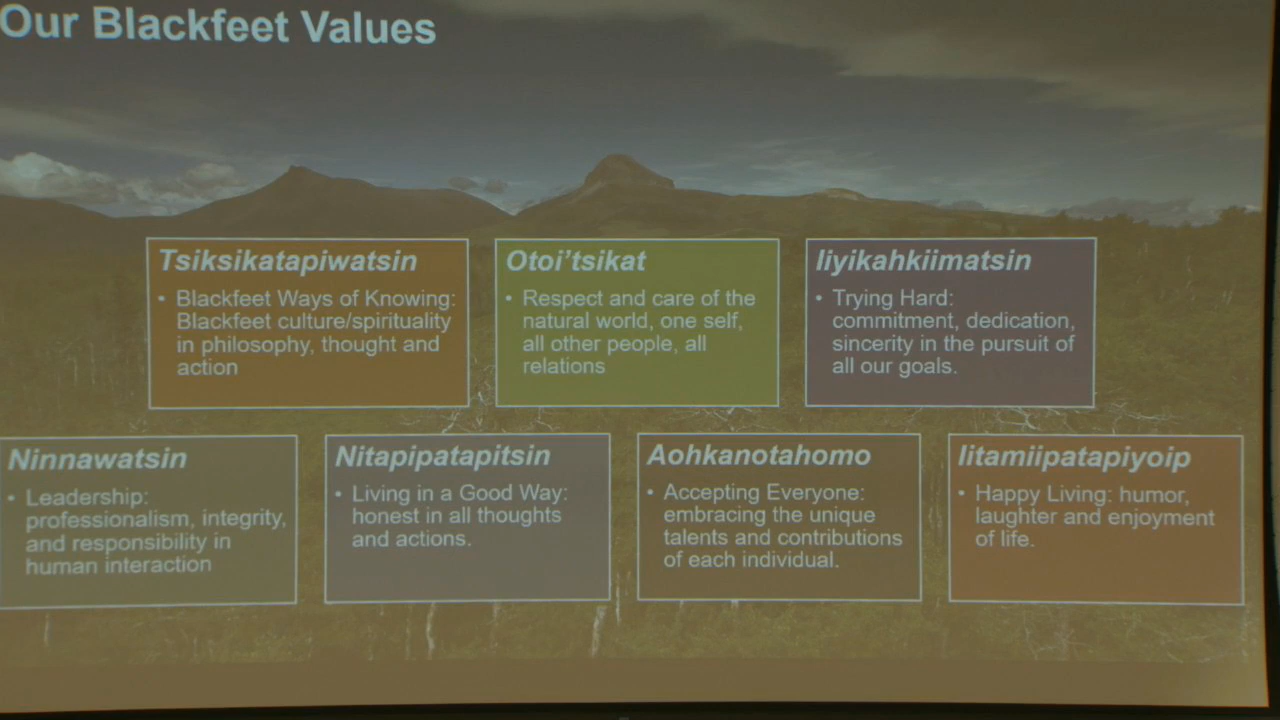 Our Blackfeet Values
Tsiksikatapiwatsin
• Blackfeet Ways of Knowing:
Blackfeet culture/spirituality
in philosophy, thought and
action
Otoi’tsikat
• Respect and care of the
natural world, one self,
all other people, all
relations
Iiyikahkiimatsin
• Trying Hard:
commitment, dedication,
sincerity in the pursuit of
all our goals.
Ninnawatsin
• Leadership:
professionalism, integrity,
and responsibility in
human interaction
Nitapipatapitsin
• Living in a Good Way:
honest in all thoughts
and actions.
Aohkanotahomo
• Accepting Everyone:
embracing the unique
talents and contributions
of each individual.
Iitamiipatapiyoip
• Happy Living: humor,
laughter and enjoyment
of life.